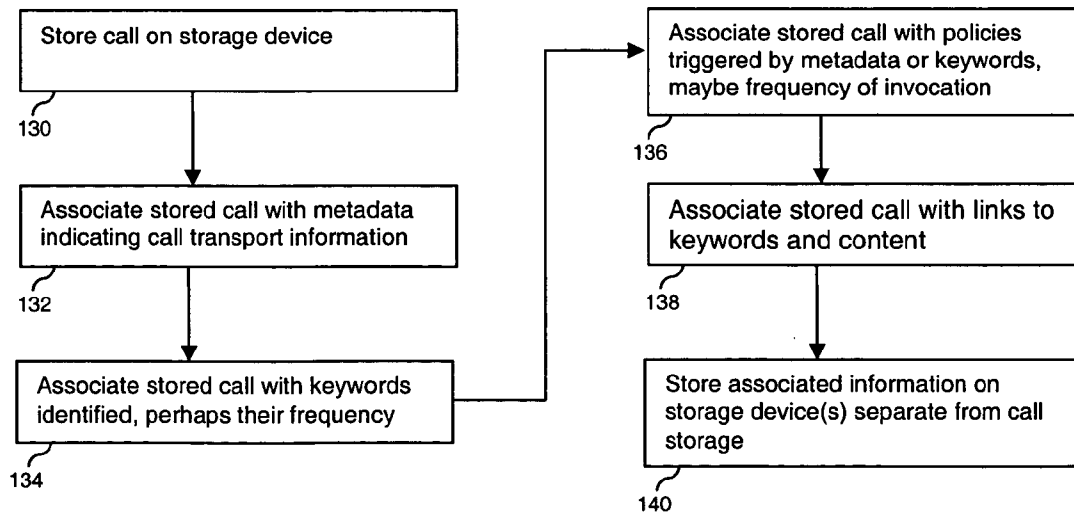 Store call on storage device
130
Associate stored call with metadata
indicating call transport information
132
Associate stored call with keywords
identified, perhaps their frequency
134
Associate stored call with policies
triggered by metadata or keywords,
maybe frequency of invocation
136
Associate stored call with links to
keywords and content
138
Store associated information on
storage device(s) separate from call
storage
140